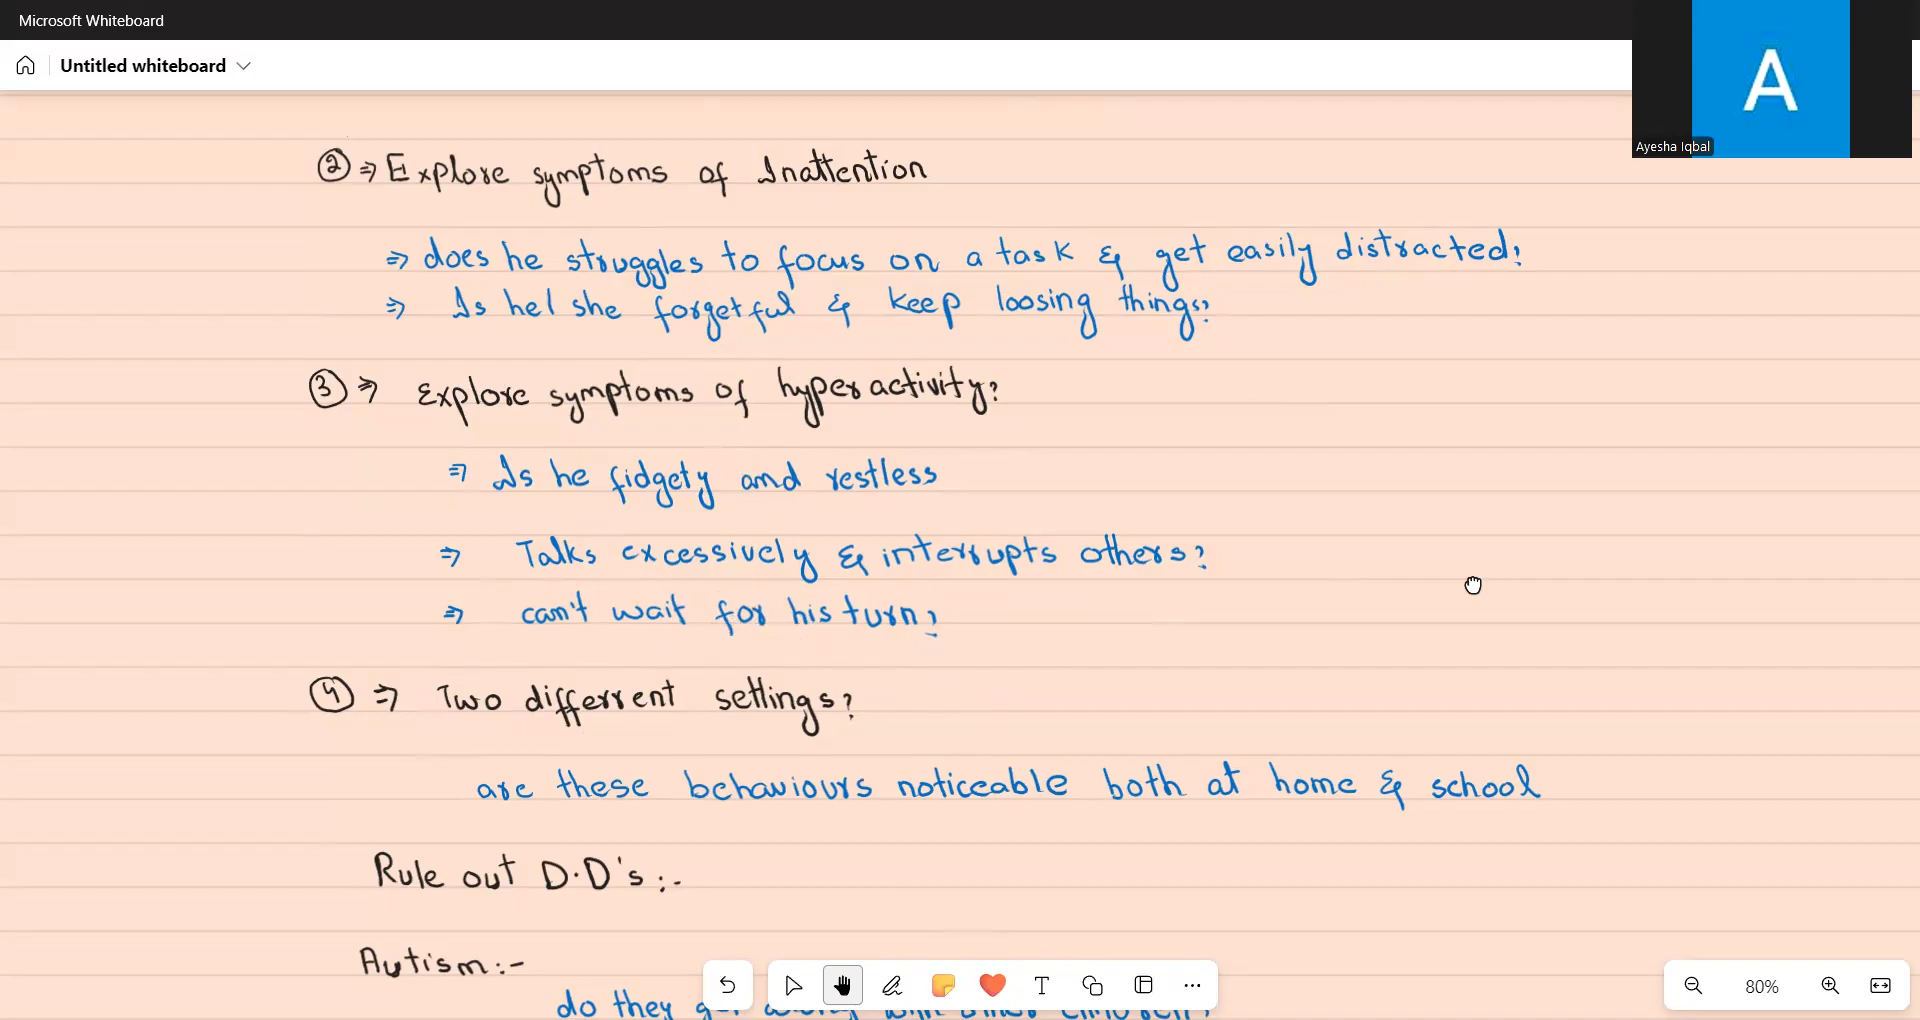 Microsoft Whiteboard
Untitled whiteboard
A
Ayesha Iqbal
② ⇒ Explore symptoms of Inattention
⇒ does he struggles to focus on a task & get easily distracted?
⇒ Is he/ she forgetful & keep loosing things?
③ ⇒ Explore symptoms of hyperactivity?
⇒ Is he fidgety and restless
⇒ Talks excessively & interrupts others?
⇒ can't wait for his turn?
④ ⇒ Two differrent settings?
are these behaviours noticeable both at home & school
Rule out D.D's :-
Autism :-
do they
80%